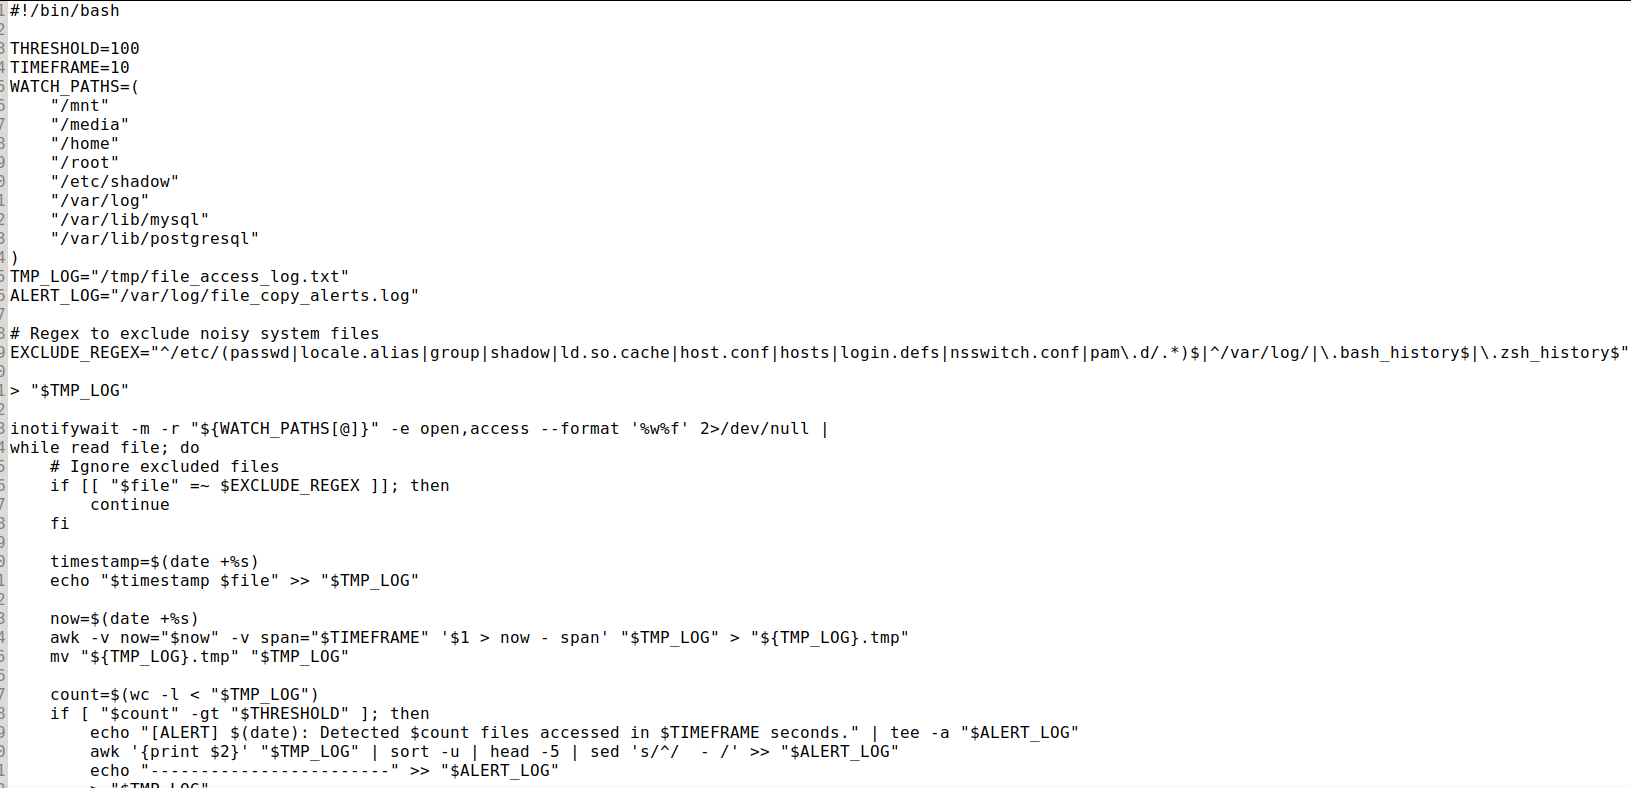 #!/bin/bash
THRESHOLD=100
TIMEFRAME=10
WATCH_PATHS=(
    "/mnt"
    "/media"
    "/home"
    "/root"
    "/etc/shadow"
    "/var/log"
    "/var/lib/mysql"
    "/var/lib/postgresql"
)
TMP_LOG="/tmp/file_access_log.txt"
ALERT_LOG="/var/log/file_copy_alerts.log"
# Regex to exclude noisy system files
EXCLUDE_REGEX="^/etc/(passwd|locale.alias|group|shadow|ld.so.cache|host.conf|hosts|login.defs|nsswitch.conf|pam\.d/.*)$|^/var/log/|\.bash_history$|\.zsh_history$"
> "$TMP_LOG"
inotifywait -m -r "${WATCH_PATHS[@]}" -e open,access --format '%w%f' 2>/dev/null |
while read file; do
    # Ignore excluded files
    if [[ "$file" =~ $EXCLUDE_REGEX ]]; then
        continue
    fi
    timestamp=$(date +%s)
    echo "$timestamp $file" >> "$TMP_LOG"
    now=$(date +%s)
    awk -v now="$now" -v span="$TIMEFRAME" '$1 > now - span' "$TMP_LOG" > "${TMP_LOG}.tmp"
    mv "${TMP_LOG}.tmp" "$TMP_LOG"
    count=$(wc -l < "$TMP_LOG")
    if [ "$count" -gt "$THRESHOLD" ]; then
        echo "[ALERT] $(date): Detected $count files accessed in $TIMEFRAME seconds." | tee -a "$ALERT_LOG"
        awk '{print $2}' "$TMP_LOG" | sort -u | head -5 | sed 's/^/  - /' >> "$ALERT_LOG"
        echo "------------------------" >> "$ALERT_LOG"
        > "$TMP_LOG"